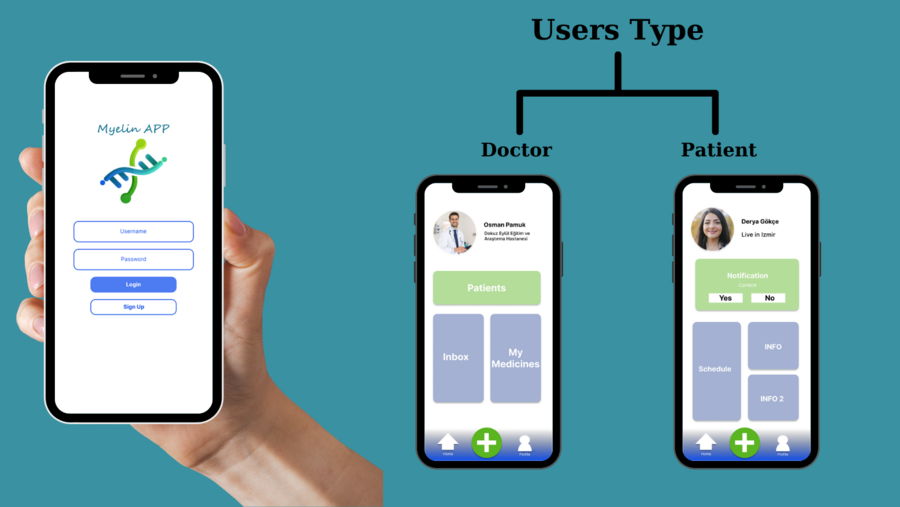 Users Type
Myelin APP
Username
Password
Login
Sign Up
Doctor
Osman Pamuk
Dokuz Eylül Eğitim ve
Araştırma Hastanesi
Patients
Inbox
My
Medicines
Home
Profile
Patient
Derya Gökçe
Live in Izmir
Notification
Content
Yes
No
Schedule
INFO
INFO 2
Home
Profile